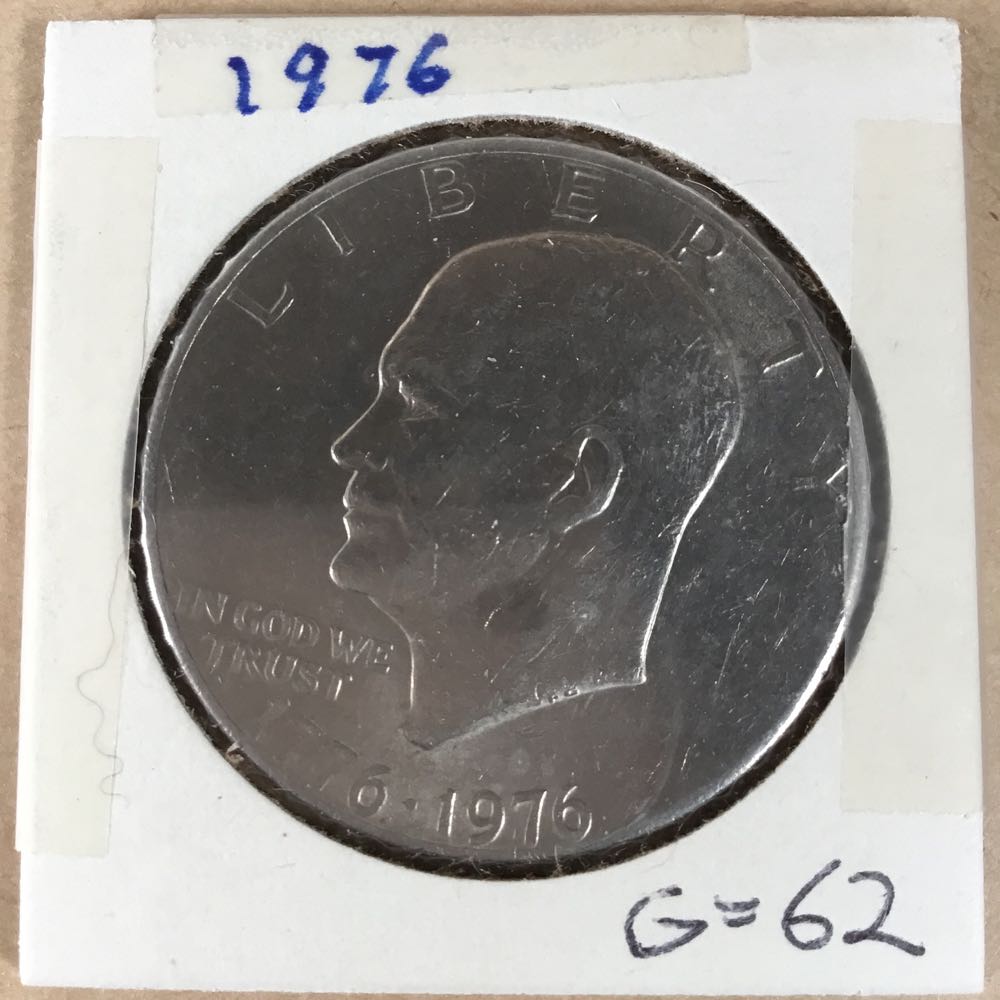 1976
LIBERTY
IN GOD WE
TRUST
1776 · 1976
G=62